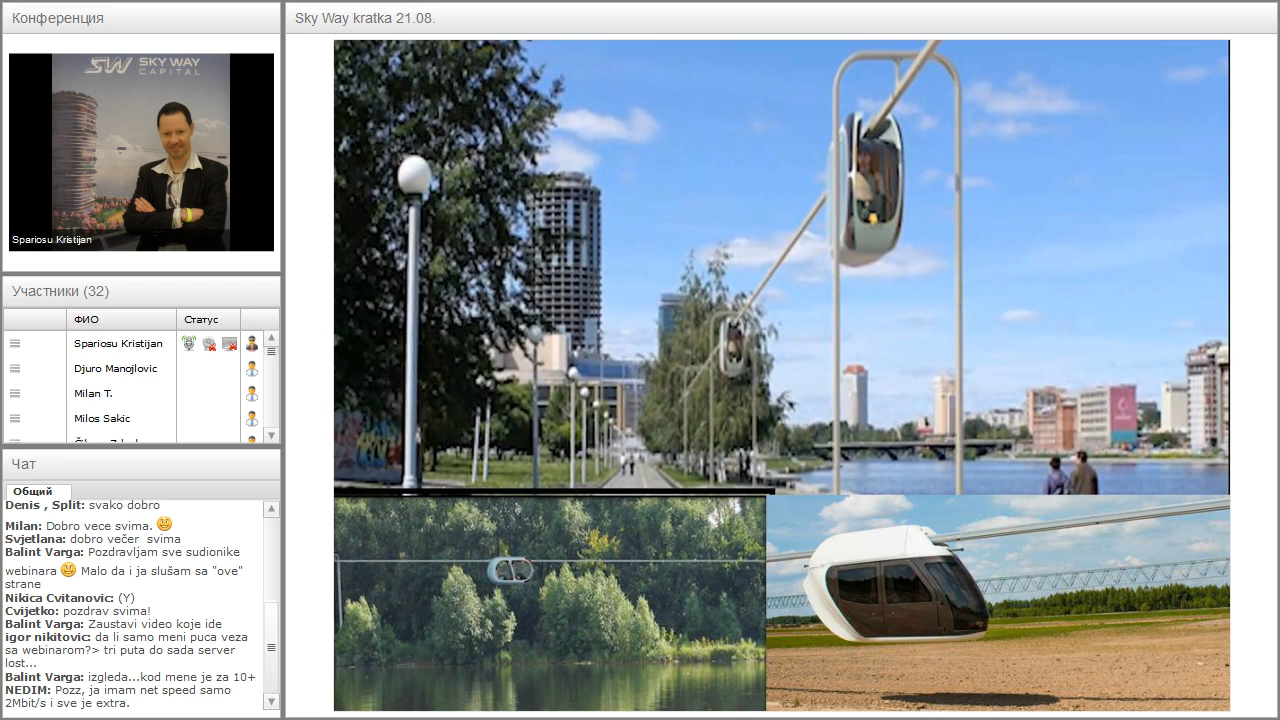 Конференция
SW SKY WAY
CAPITAL
Spariosu Kristijan
Участники (32)
ФИО Статус
Spariosu Kristijan
Djuro Manojlovic
Milan T.
Milos Sakic
Чат
Общий
Denis , Split: svako dobro
Milan: Dobro vece svima.
Svjetlana: dobro večer svima
Balint Varga: Pozdravljam sve sudionike
webinara Malo da i ja slušam sa "ove"
strane
Nikica Cvitanovic: (Y)
Cvijetko: pozdrav svima!
Balint Varga: Zaustavi video koje ide
igor nikitovic: Da li samo meni puca veza
sa webinorom?- tri puta do sada server
lost...
Balint Varga: izgleda...kod mene je za 10+
NEDIM: Pozz, ja imam net speed samo
2Mbit/s i sve je extra.
Sky Way kratka 21.08.